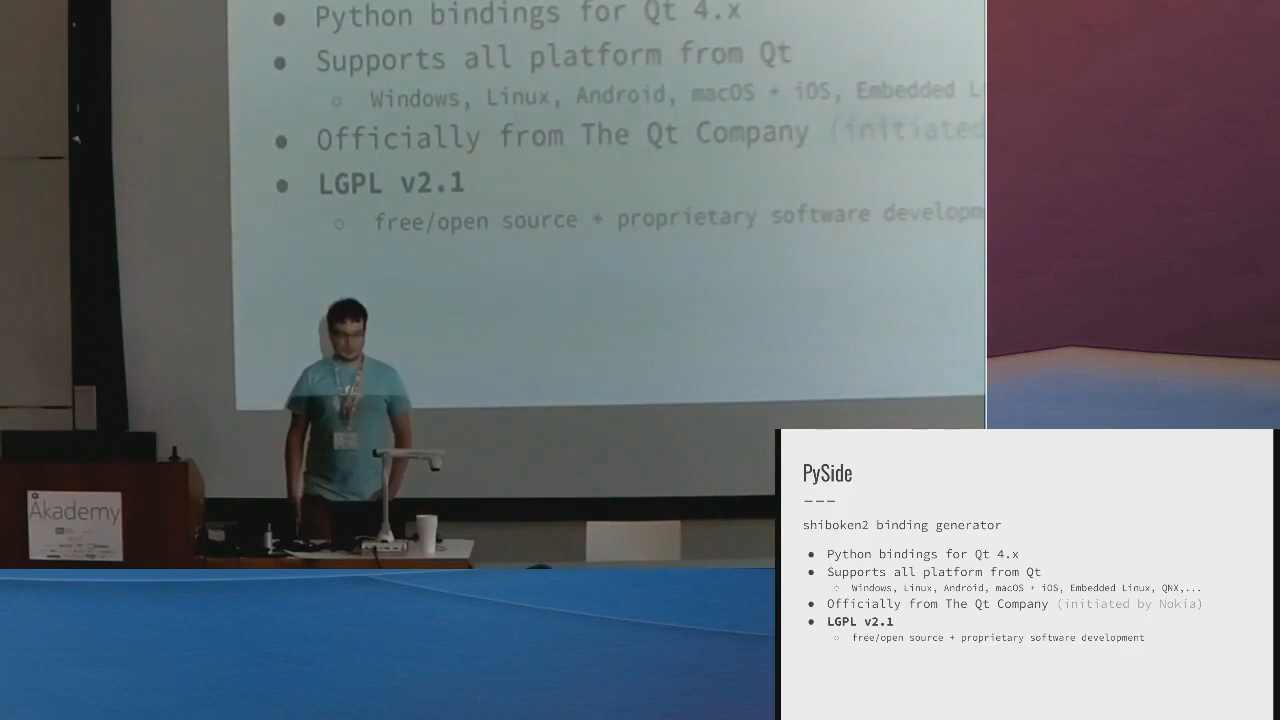 Python bindings for Qt 4.x
Supports all platform from Qt
Windows, Linux, Android, macOS + iOS, Embedded L
Officially from The Qt Company (initiated
LGPL v2.1
free/open source + proprietary software developm
Akademy
PySide
---
shiboken2 binding generator
Python bindings for Qt 4.x
Supports all platform from Qt
Windows, Linux, Android, macOS + iOS, Embedded Linux, QNX,...
Officially from The Qt Company (initiated by Nokia)
LGPL v2.1
free/open source + proprietary software development